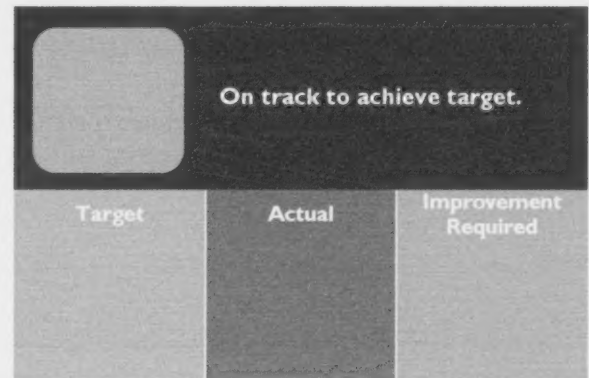 On track to achieve target.
Target
Actual
Improvement
Required